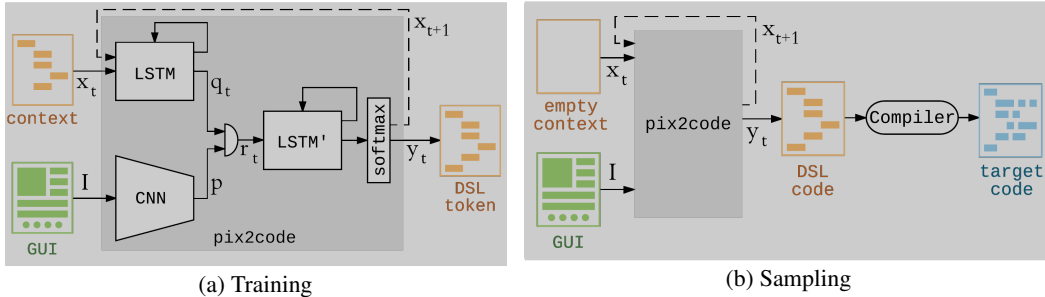 x_{t+1}
LSTM
x_t
q_t
context
LSTM'
softmax
r_t
y_t
I
CNN
p
DSL
token
GUI
pix2code
(a) Training
x_{t+1}
x_t
empty
context
pix2code
y_t
Compiler
I
DSL
code
target
code
GUI
(b) Sampling